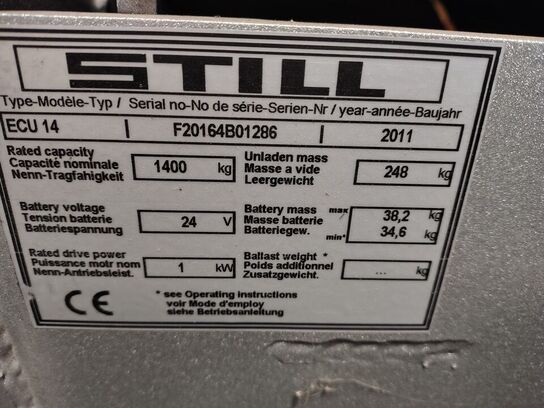 STILL
Type-Modèle-Typ / Serial no-No de série-Serien-Nr / year-année-Baujahr
ECU 14 | F20164B01286 | 2011
Rated capacity
Capacité nominale
Nenn-Tragfahigkeit
1400 kg
Unladen mass
Masse a vide
Leergewicht
248 kg
Battery voltage
Tension batterie
Batteriespannung
24 V
Battery mass max
Masse batterie
Batteriegew. min*
38,2 kg
34,6 kg
Rated drive power
Puissance motr nom
Nenn-Antriebsleist.
1 kW
Ballast weight *
Poids additionnel
Zusatzgewicht.
... kg
CE
* see Operating instructions
voir Mode d'employ
siehe Betriebsanleitung